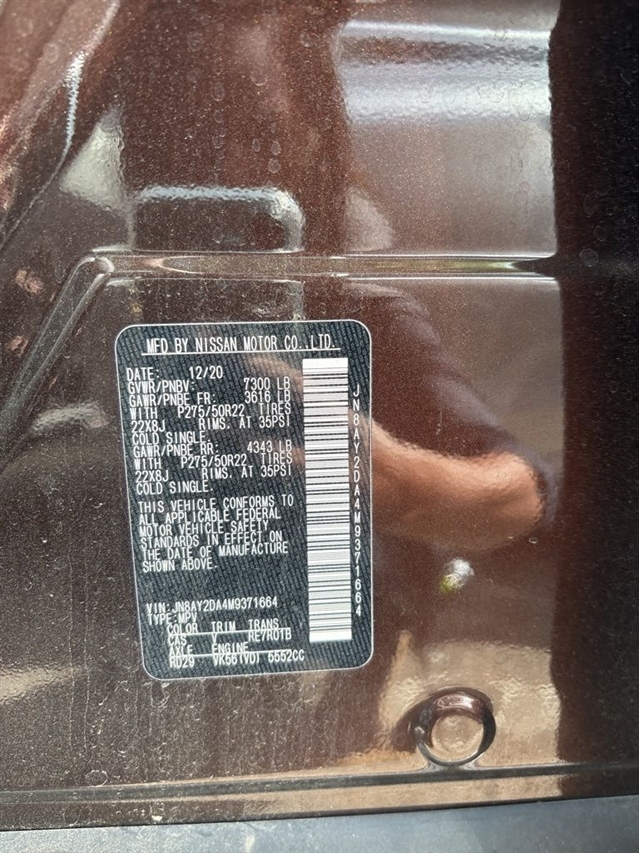 MFD BY NISSAN MOTOR CO.,LTD.
DATE: 12/20
GVWR/PNBV: 7300 LB
GAWR/PNBE FR: 3616 LB
WITH P275/50R22 TIRES
22X8J RIMS. AT 35PSI
COLD SINGLE.
GAWR/PNBE RR: 4343 LB
WITH P275/50R22 TIRES
22X8J RIMS. AT 35PSI
COLD SINGLE.
THIS VEHICLE CONFORMS TO
ALL APPLICABLE FEDERAL
MOTOR VEHICLE SAFETY
STANDARDS IN EFFECT ON
THE DATE OF MANUFACTURE
SHOWN ABOVE.
VIN:JN8AY2DA4M9371664
TYPE:MPV
COLOR TRIM TRANS
CAS V RE7R01B
AXLE ENGINE
RD29 VK56(VD) 5552CC
JN8AY2DA4M9371664